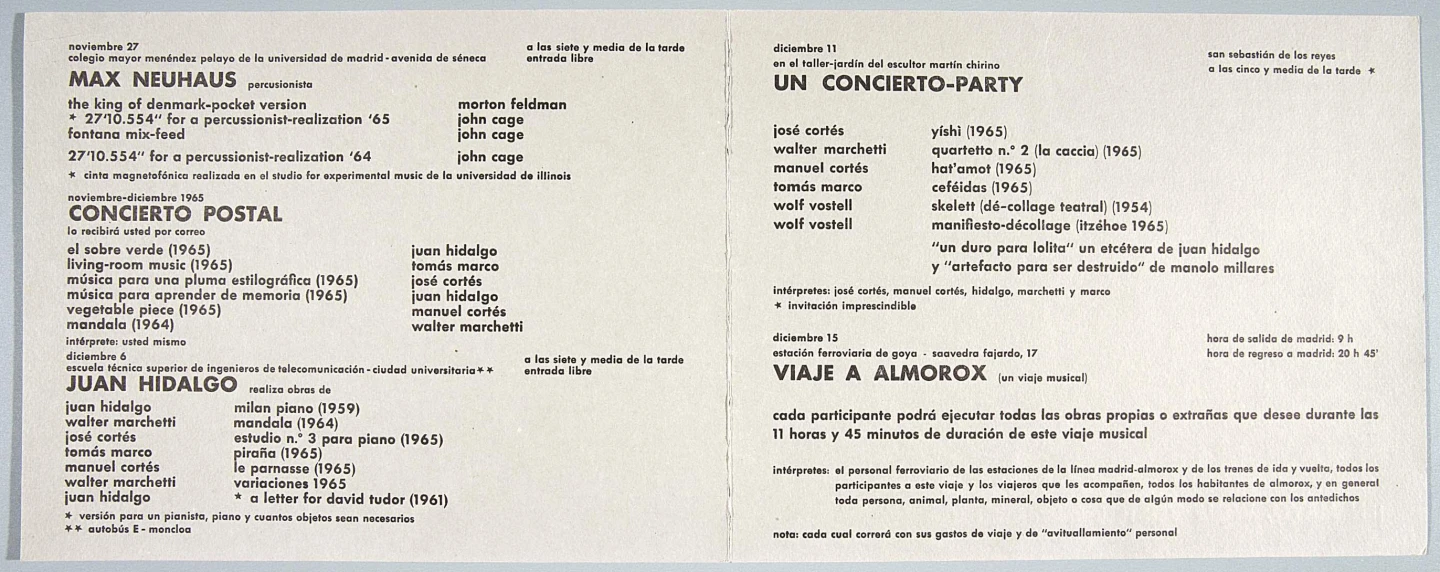 noviembre 27
colegio mayor menéndez pelayo de la universidad de madrid - avenida de séneca
a las siete y media de la tarde
entrada libre
MAX NEUHAUS percusionista
the king of denmark-pocket version morton feldman
* 27'10.554" for a percussionist-realization '65 john cage
fontana mix-feed john cage
27'10.554" for a percussionist-realization '64 john cage
* cinta magnetofónica realizada en el studio for experimental music de la universidad de illinois
noviembre-diciembre 1965
CONCIERTO POSTAL
lo recibirá usted por correo
el sobre verde (1965) juan hidalgo
living-room music (1965) tomás marco
música para una pluma estilográfica (1965) josé cortés
música para aprender de memoria (1965) juan hidalgo
vegetable piece (1965) manuel cortés
mandala (1964) walter marchetti
intérprete: usted mismo
diciembre 6
escuela técnica superior de ingenieros de telecomunicación - ciudad universitaria**
a las siete y media de la tarde
entrada libre
JUAN HIDALGO realiza obras de
juan hidalgo milan piano (1959)
walter marchetti mandala (1964)
josé cortés estudio n.° 3 para piano (1965)
tomás marco piraña (1965)
manuel cortés le parnasse (1965)
walter marchetti variaciones 1965
juan hidalgo * a letter for david tudor (1961)
* versión para un pianista, piano y cuantos objetos sean necesarios
** autobús E - moncloa
diciembre 11
en el taller-jardín del escultor martín chirino
san sebastián de los reyes
a las cinco y media de la tarde *
UN CONCIERTO-PARTY
josé cortés yíshì (1965)
walter marchetti quartetto n.° 2 (la caccia) (1965)
manuel cortés hat'amot (1965)
tomás marco ceféidas (1965)
wolf vostell skelett (dé-collage teatral) (1954)
wolf vostell manifiesto-décollage (itzéhoe 1965)
"un duro para lolita" un etcétera de juan hidalgo
y "artefacto para ser destruido" de manolo millares
intérpretes: josé cortés, manuel cortés, hidalgo, marchetti y marco
* invitación imprescindible
diciembre 15
estación ferroviaria de goya - saavedra fajardo, 17
hora de salida de madrid: 9 h
hora de regreso a madrid: 20 h 45'
VIAJE A ALMOROX (un viaje musical)
cada participante podrá ejecutar todas las obras propias o extrañas que desee durante las
11 horas y 45 minutos de duración de este viaje musical
intérpretes: el personal ferroviario de las estaciones de la línea madrid-almorox y de los trenes de ida y vuelta, todos los
participantes a este viaje y los viajeros que les acompañen, todos los habitantes de almorox, y en general
toda persona, animal, planta, mineral, objeto o cosa que de algún modo se relacione con los antedichos
nota: cada cual correrá con sus gastos de viaje y de "avituallamiento" personal